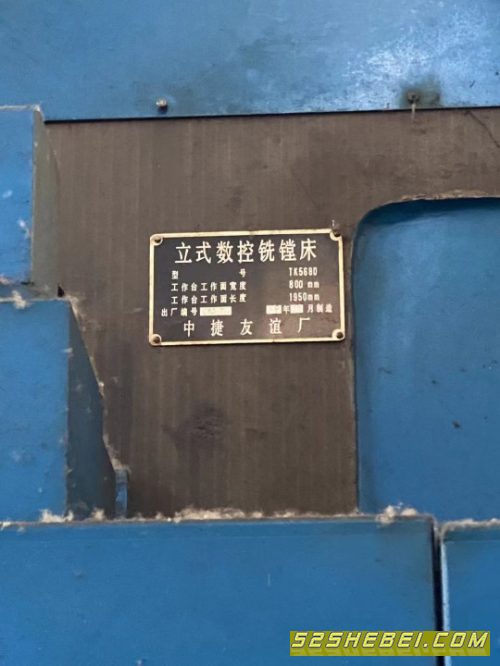 立式数控铣镗床
型号 TK5680
工作台工作面宽度 800 mm
工作台工作面长度 1950mm
出厂编号 年 月制造
中捷友谊厂
52SHEBEI.COM